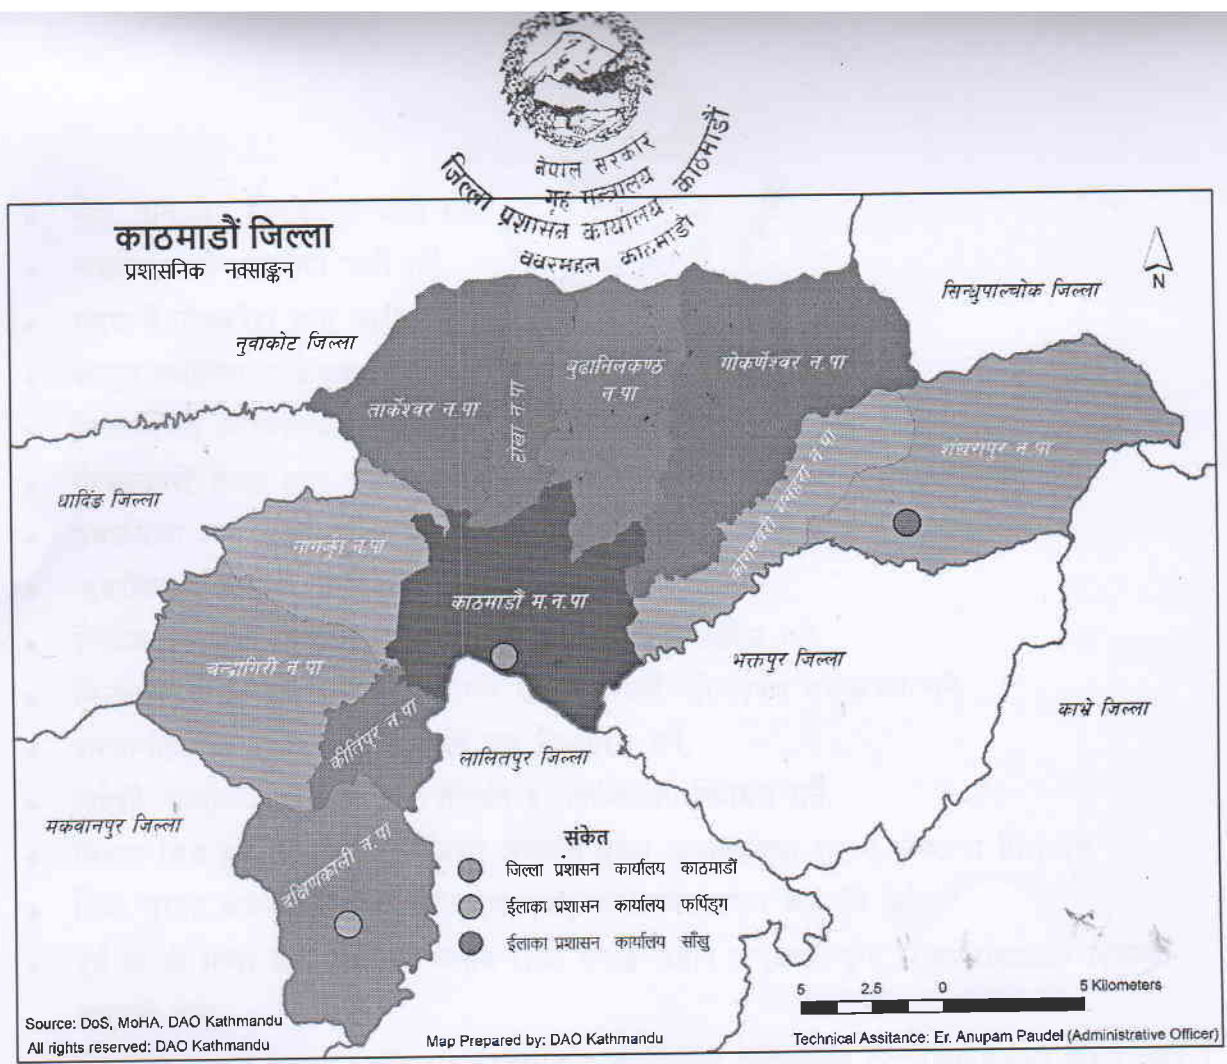 नेपाल सरकार
गृह मन्त्रालय
जिल्ला प्रशासन कार्यालय काठमाडौं
बबरमहल काठमाडौं
काठमाडौं जिल्ला
प्रशासनिक नक्साङ्कन
N
सिन्धुपाल्चोक जिल्ला
नुवाकोट जिल्ला
तार्केश्वर न.पा
टोखा न.पा
बुढानिलकण्ठ
न.पा
गोकर्णेश्वर न.पा
शंखरापुर न.पा
धादिंङ जिल्ला
नागर्जुन न.पा
काठमाडौं म.न.पा
चन्द्रागिरी न.पा
कीर्तिपुर न.पा
भक्तपुर जिल्ला
काभ्रे जिल्ला
लालितपुर जिल्ला
मकवानपुर जिल्ला
दक्षिणकाली न.पा
संकेत
जिल्ला प्रशासन कार्यालय काठमाडौं
ईलाका प्रशासन कार्यालय फर्पिङ्ग
ईलाका प्रशासन कार्यालय साँखु
5 2.5 0 5 Kilometers
Source: DoS, MoHA, DAO Kathmandu
All rights reserved: DAO Kathmandu
Map Prepared by: DAO Kathmandu
Technical Assitance: Er. Anupam Paudel (Administrative Officer)